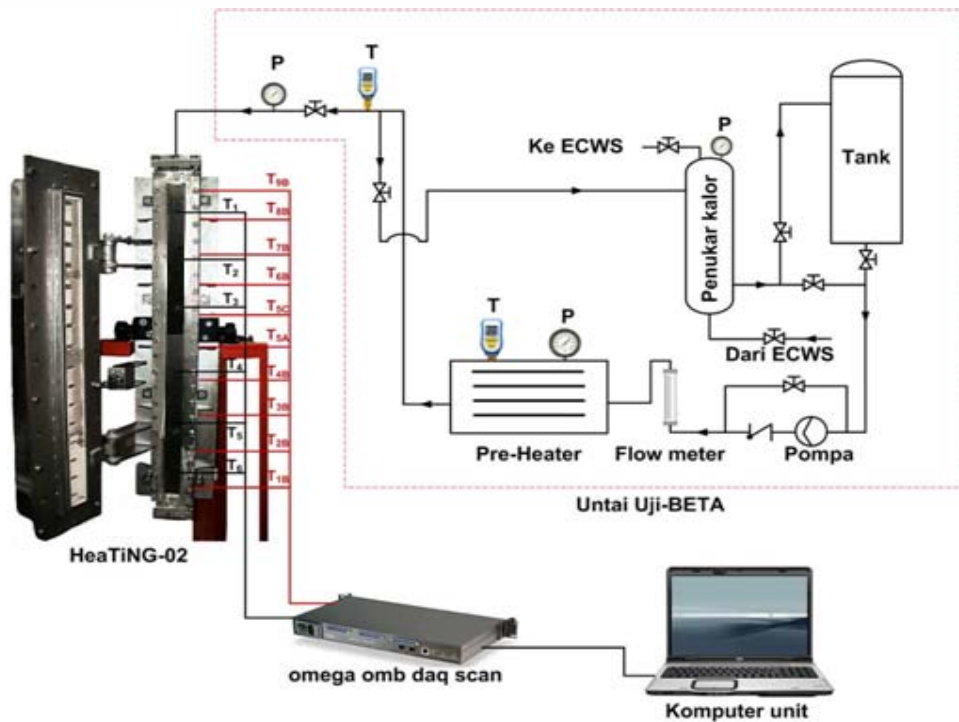 P
T
Ke ECWS
P
Tank
Penukar kalor
T9B
T1
T8B
T7B
T2
T6B
T3
T5C
T5A
T4
T4B
T3B
T5
T2B
T6
T1B
T
P
Dari ECWS
Pre-Heater
Flow meter
Pompa
Untai Uji-BETA
HeaTiNG-02
omega omb daq scan
Komputer unit